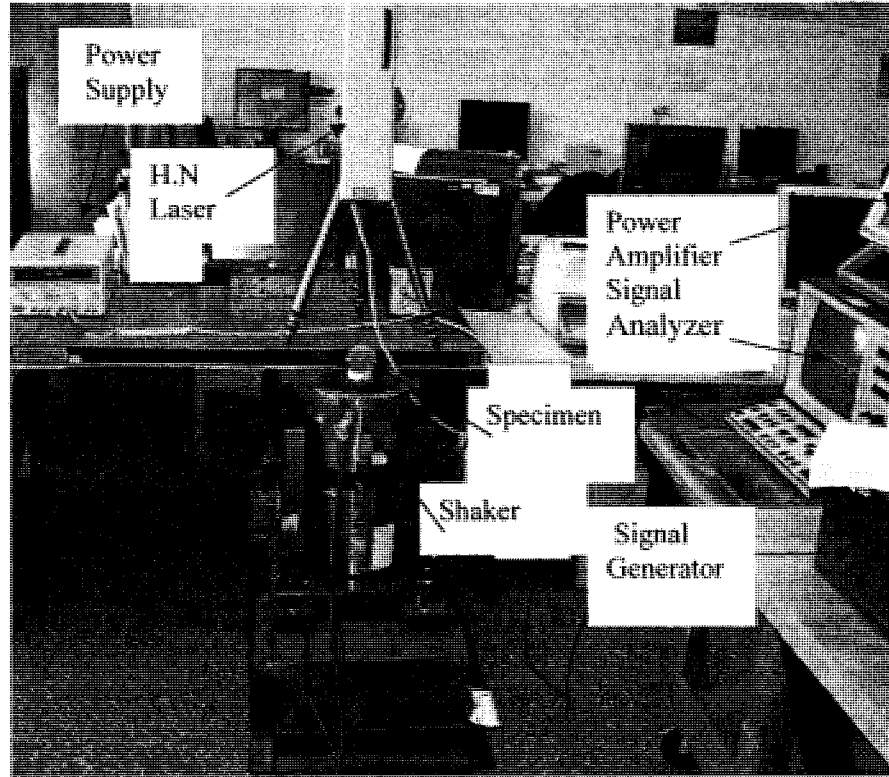 Power
Supply
H.N
Laser
Power
Amplifier
Signal
Analyzer
Specimen
Shaker
Signal
Generator